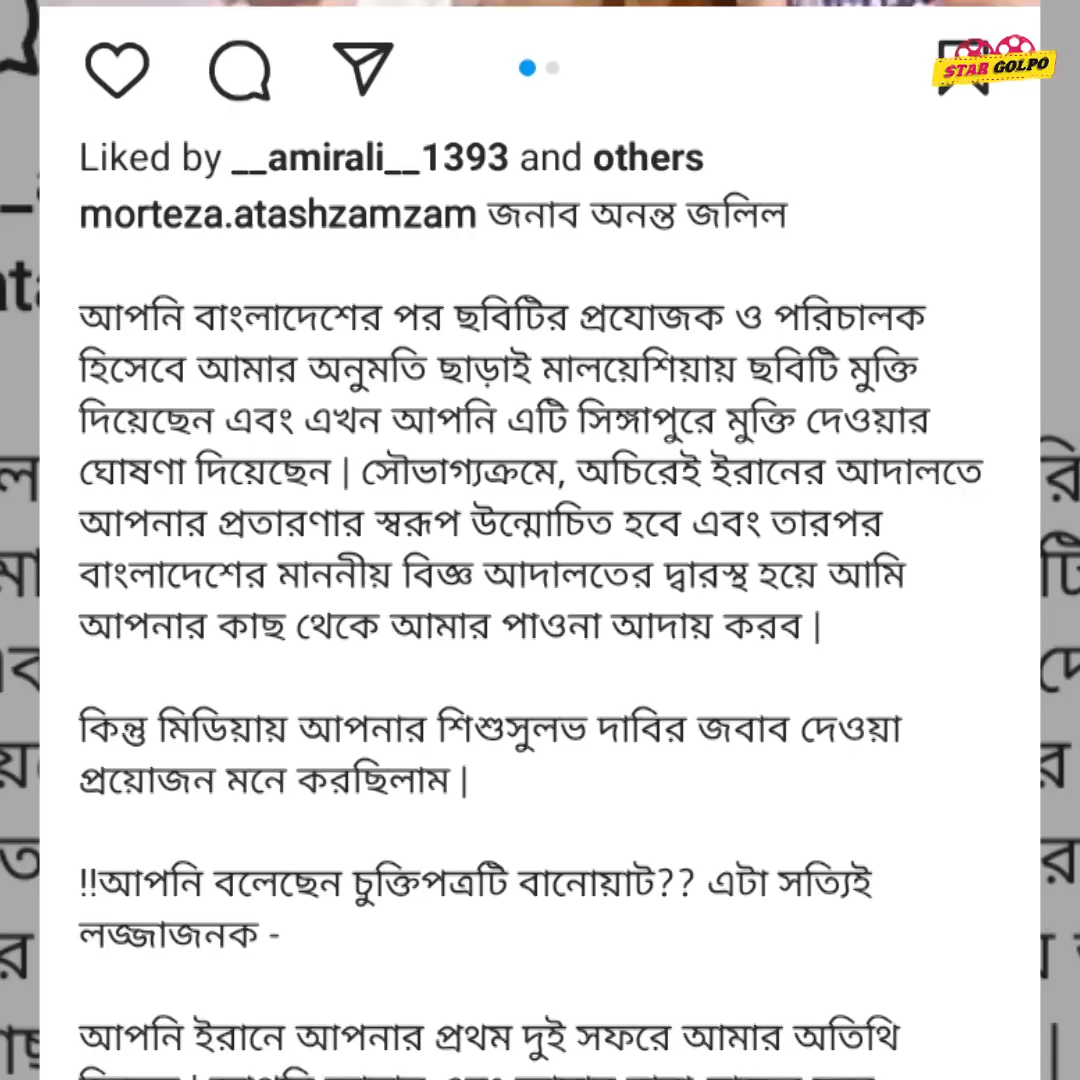 STAR GOLPO
Liked by __amirali__1393 and others
morteza.atashzamzam জনাব অনন্ত জলিল
আপনি বাংলাদেশের পর ছবিটির প্রযোজক ও পরিচালক
হিসেবে আমার অনুমতি ছাড়াই মালয়েশিয়ায় ছবিটি মুক্তি
দিয়েছেন এবং এখন আপনি এটি সিঙ্গাপুরে মুক্তি দেওয়ার
ঘোষণা দিয়েছেন | সৌভাগ্যক্রমে, অচিরেই ইরানের আদালতে
আপনার প্রতারণার স্বরূপ উন্মোচিত হবে এবং তারপর
বাংলাদেশের মাননীয় বিজ্ঞ আদালতের দ্বারস্থ হয়ে আমি
আপনার কাছ থেকে আমার পাওনা আদায় করব |
কিন্তু মিডিয়ায় আপনার শিশুসুলভ দাবির জবাব দেওয়া
প্রয়োজন মনে করছিলাম |
!!আপনি বলেছেন চুক্তিপত্রটি বানোয়াট?? এটা সত্যিই
লজ্জাজনক -
আপনি ইরানে আপনার প্রথম দুই সফরে আমার অতিথি